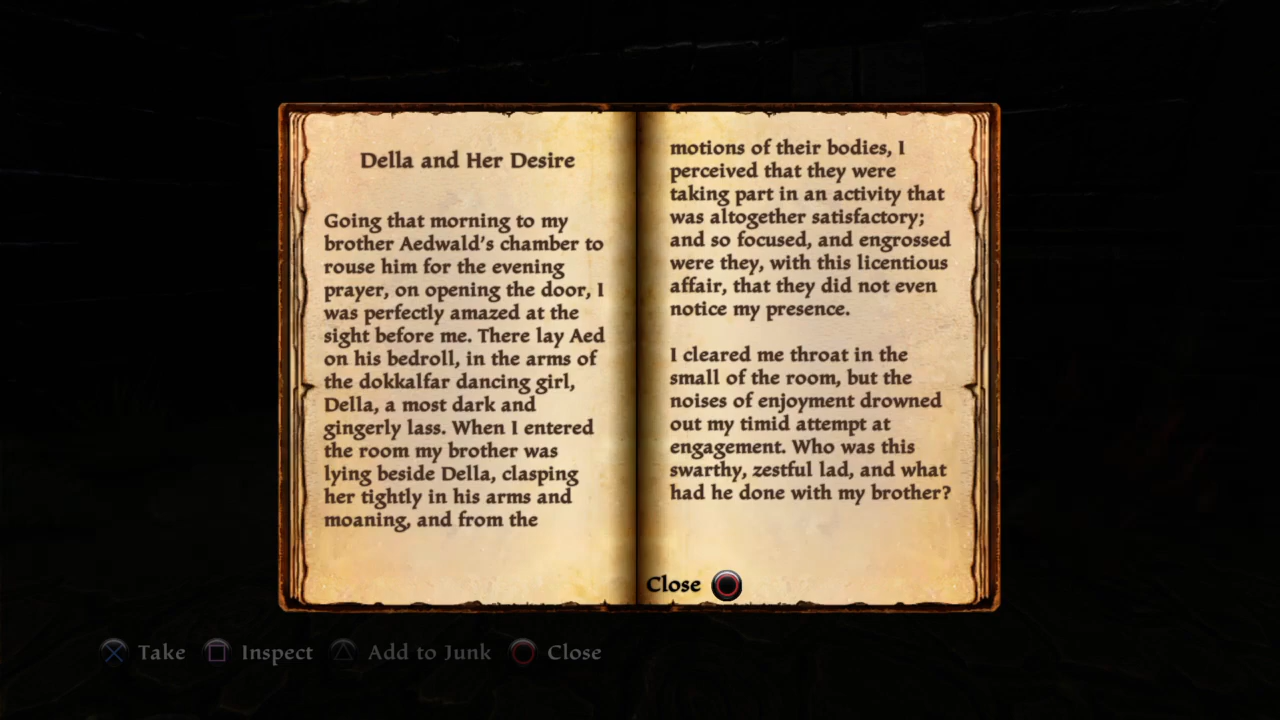 Della and Her Desire
Going that morning to my
brother Aedwald's chamber to
rouse him for the evening
prayer, on opening the door, I
was perfectly amazed at the
sight before me. There lay Aed
on his bedroll, in the arms of
the dokkalfar dancing girl,
Della, a most dark and
gingerly lass. When I entered
the room my brother was
lying beside Della, clasping
her tightly in his arms and
moaning, and from the
motions of their bodies, I
perceived that they were
taking part in an activity that
was altogether satisfactory;
and so focused, and engrossed
were they, with this licentious
affair, that they did not even
notice my presence.
I cleared me throat in the
small of the room, but the
noises of enjoyment drowned
out my timid attempt at
engagement. Who was this
swarthy, zestful lad, and what
had he done with my brother?
Close
Take Inspect Add to Junk Close